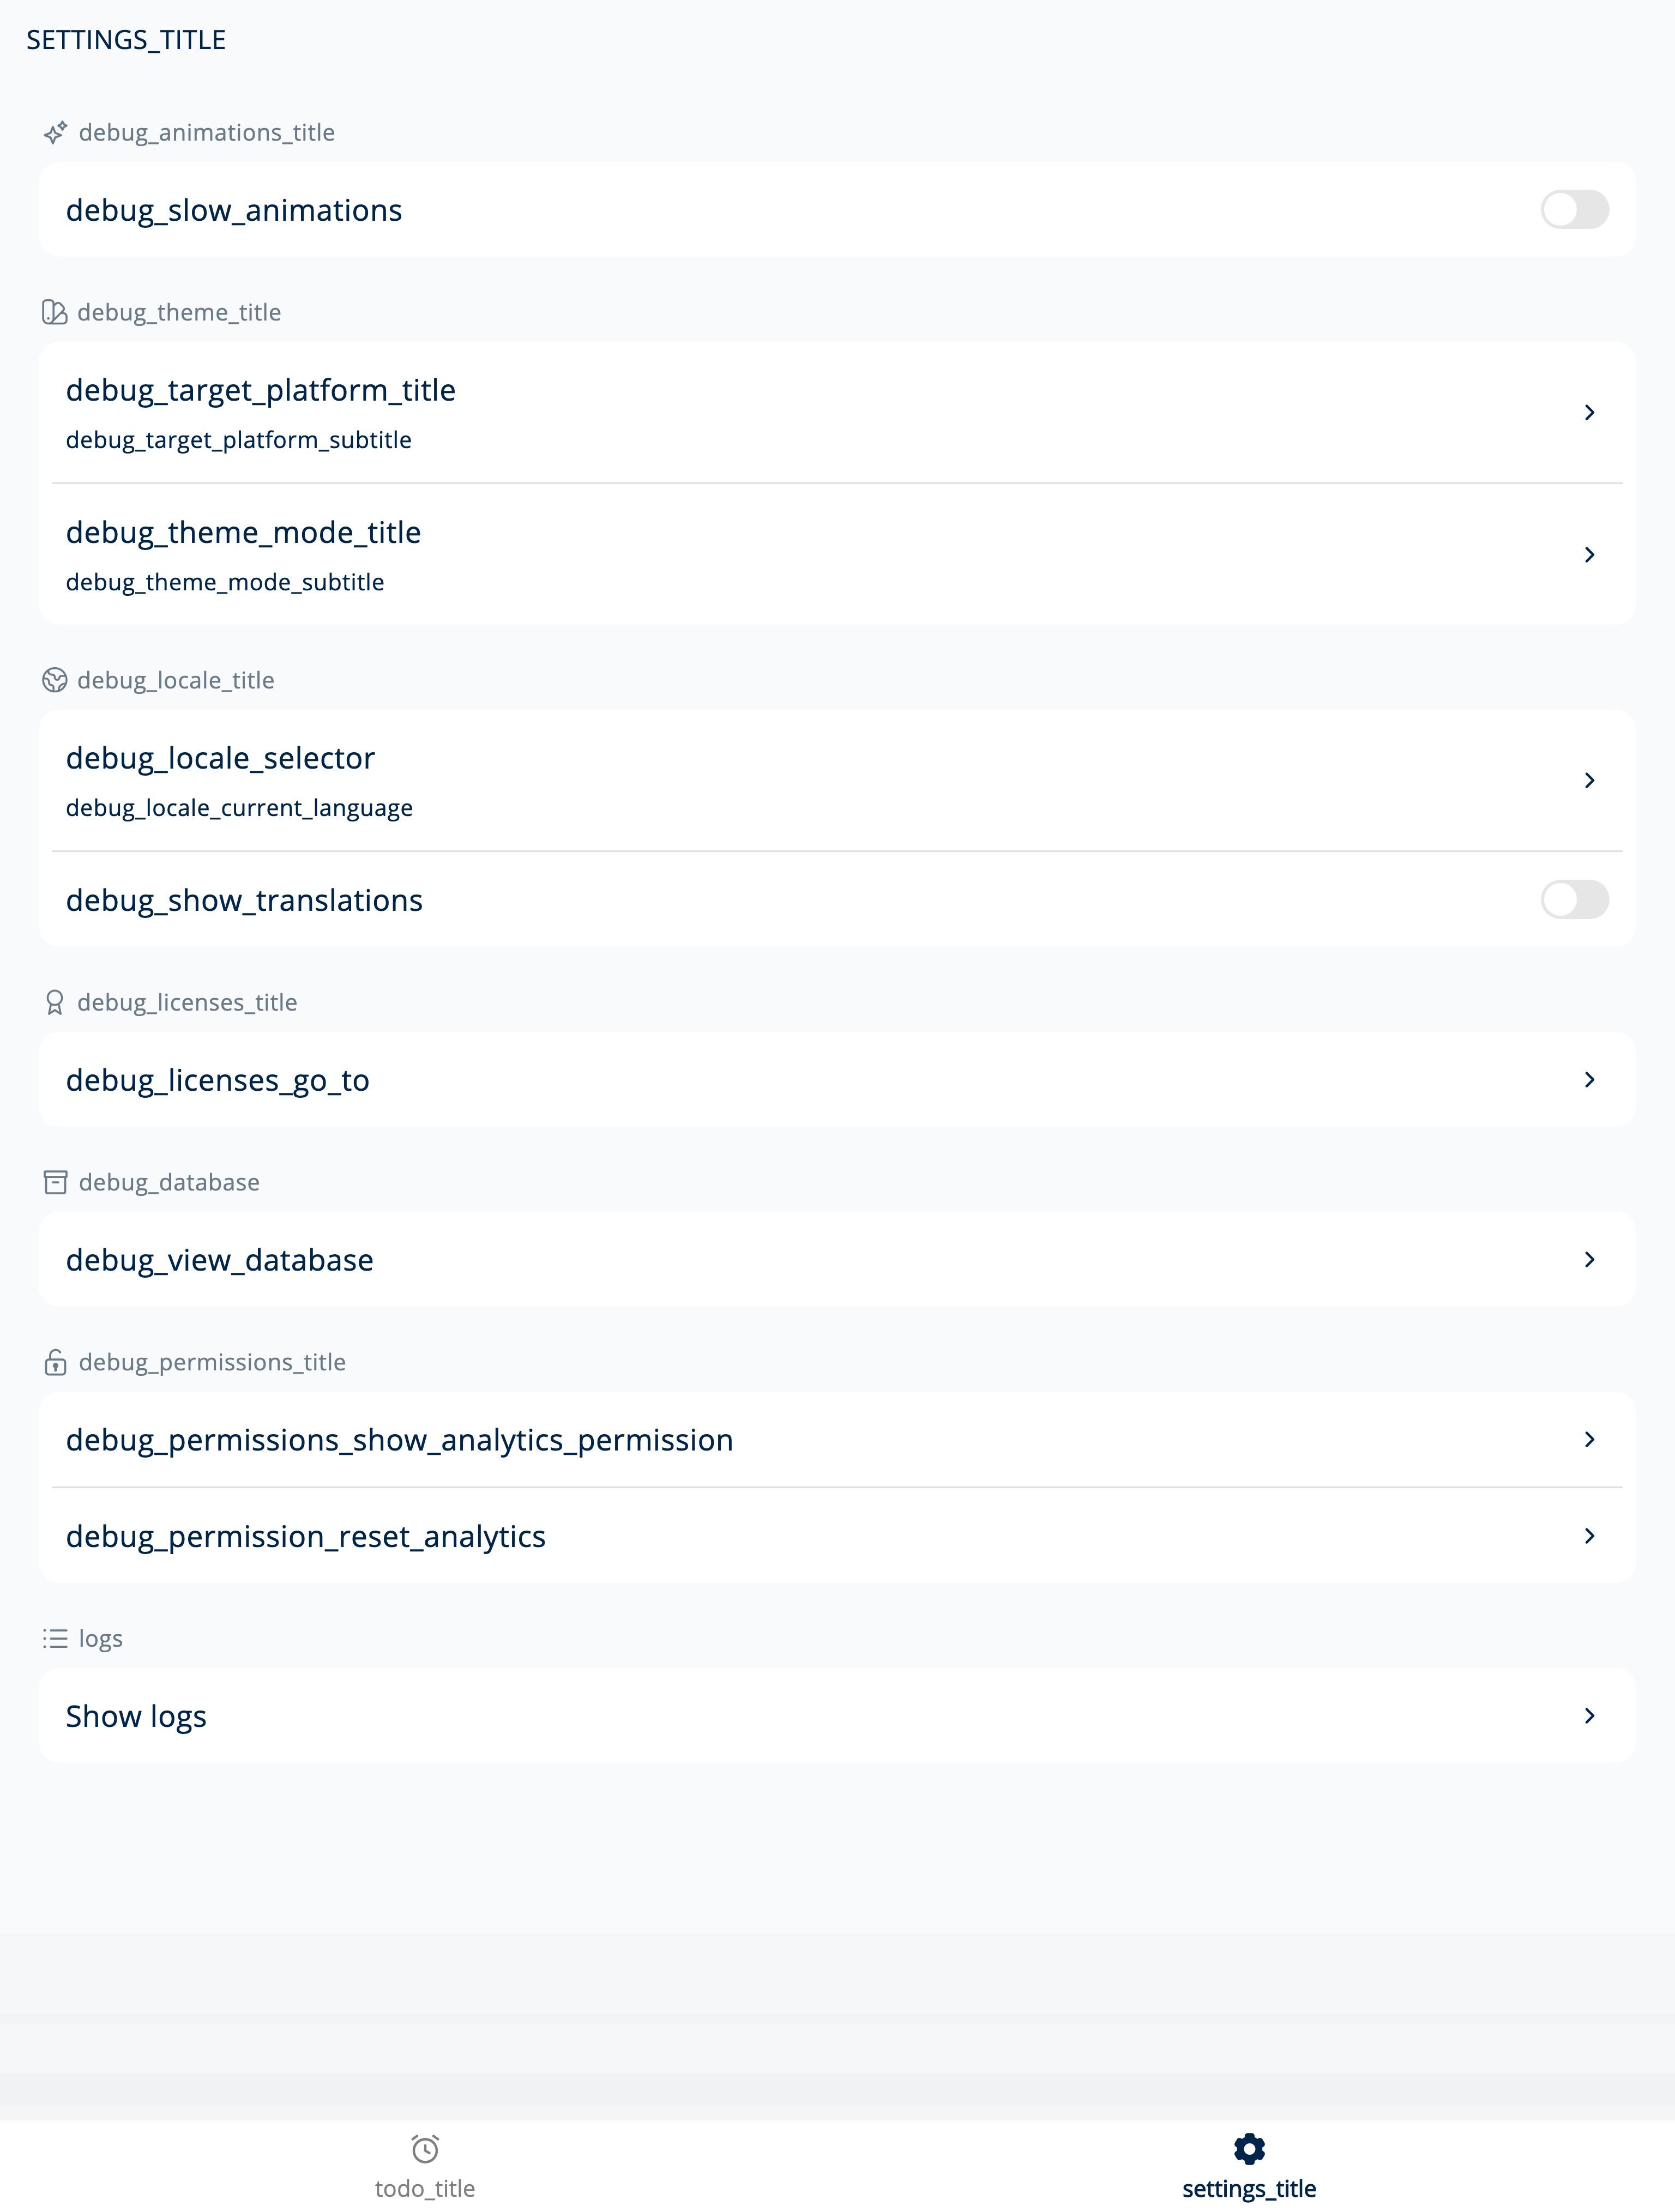 SETTINGS_TITLE
debug_animations_title
debug_slow_animations
debug_theme_title
debug_target_platform_title
debug_target_platform_subtitle
debug_theme_mode_title
debug_theme_mode_subtitle
debug_locale_title
debug_locale_selector
debug_locale_current_language
debug_show_translations
debug_licenses_title
debug_licenses_go_to
debug_database
debug_view_database
debug_permissions_title
debug_permissions_show_analytics_permission
debug_permission_reset_analytics
logs
Show logs
todo_title
settings_title